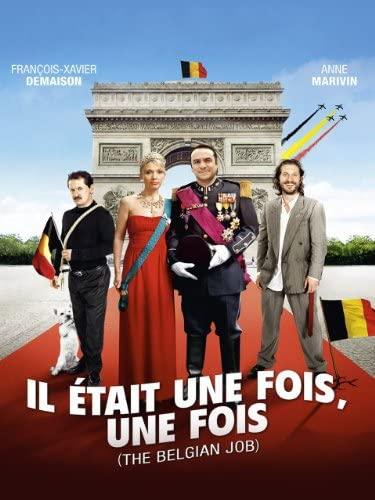 FRANÇOIS-XAVIER
DEMAISON
ANNE
MARIVIN
IL ÉTAIT UNE FOIS,
UNE FOIS
(THE BELGIAN JOB)